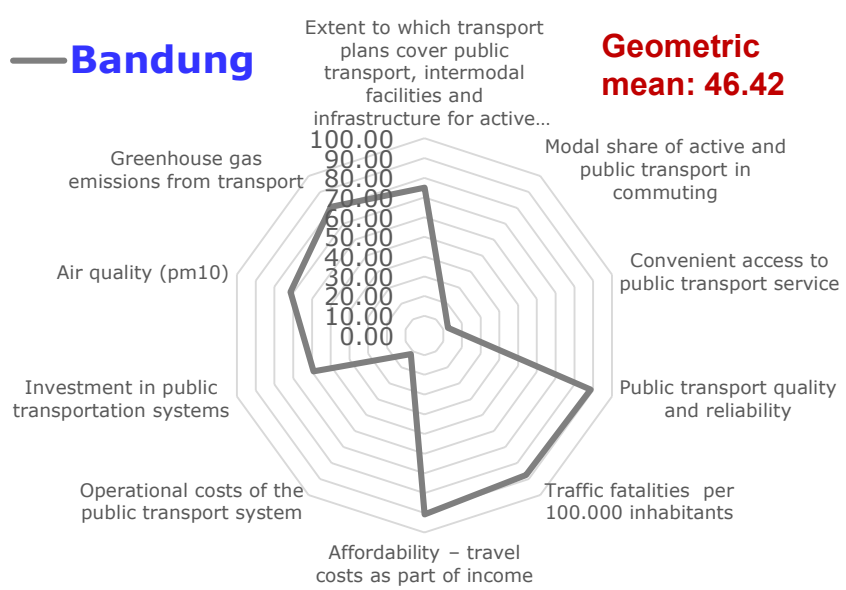 Bandung
Geometric
mean: 46.42
Extent to which transport
plans cover public
transport, intermodal
facilities and
infrastructure for active…
Modal share of active and
public transport in
commuting
Convenient access to
public transport service
Public transport quality
and reliability
Traffic fatalities  per
100.000 inhabitants
Affordability – travel
costs as part of income
Operational costs of the
public transport system
Investment in public
transportation systems
Air quality (pm10)
Greenhouse gas
emissions from transport
100.00
90.00
80.00
70.00
60.00
50.00
40.00
30.00
20.00
10.00
0.00